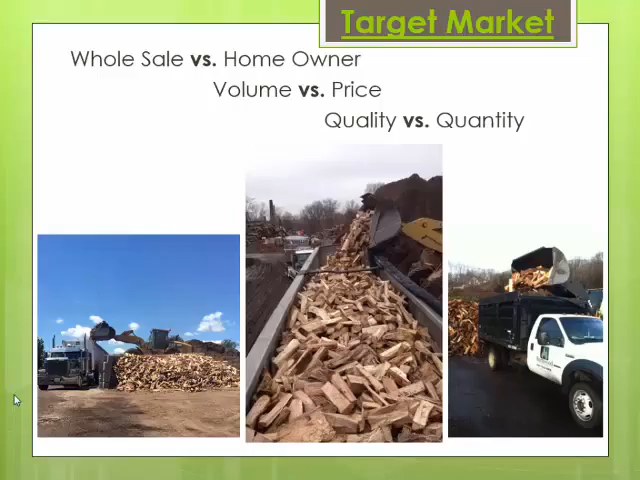 Target Market
Whole Sale vs. Home Owner
Volume vs. Price
Quality vs. Quantity